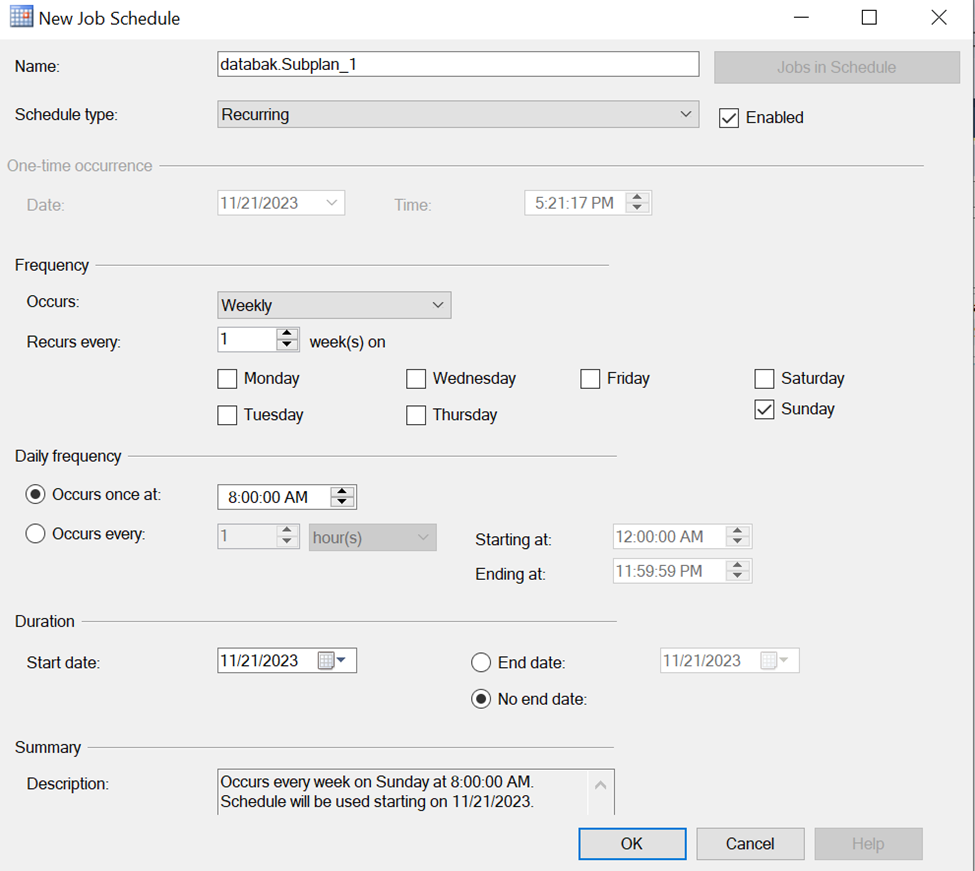 New Job Schedule
Name: databak.Subplan_1 Jobs in Schedule
Schedule type: Recurring Enabled
One-time occurrence
Date: 11/21/2023 Time: 5:21:17 PM
Frequency
Occurs: Weekly
Recurs every: 1 week(s) on
Monday Wednesday Friday Saturday
Tuesday Thursday Sunday
Daily frequency
Occurs once at: 8:00:00 AM
Occurs every: 1 hour(s) Starting at: 12:00:00 AM
Ending at: 11:59:59 PM
Duration
Start date: 11/21/2023 End date: 11/21/2023
No end date:
Summary
Description: Occurs every week on Sunday at 8:00:00 AM.
Schedule will be used starting on 11/21/2023.
OK Cancel Help